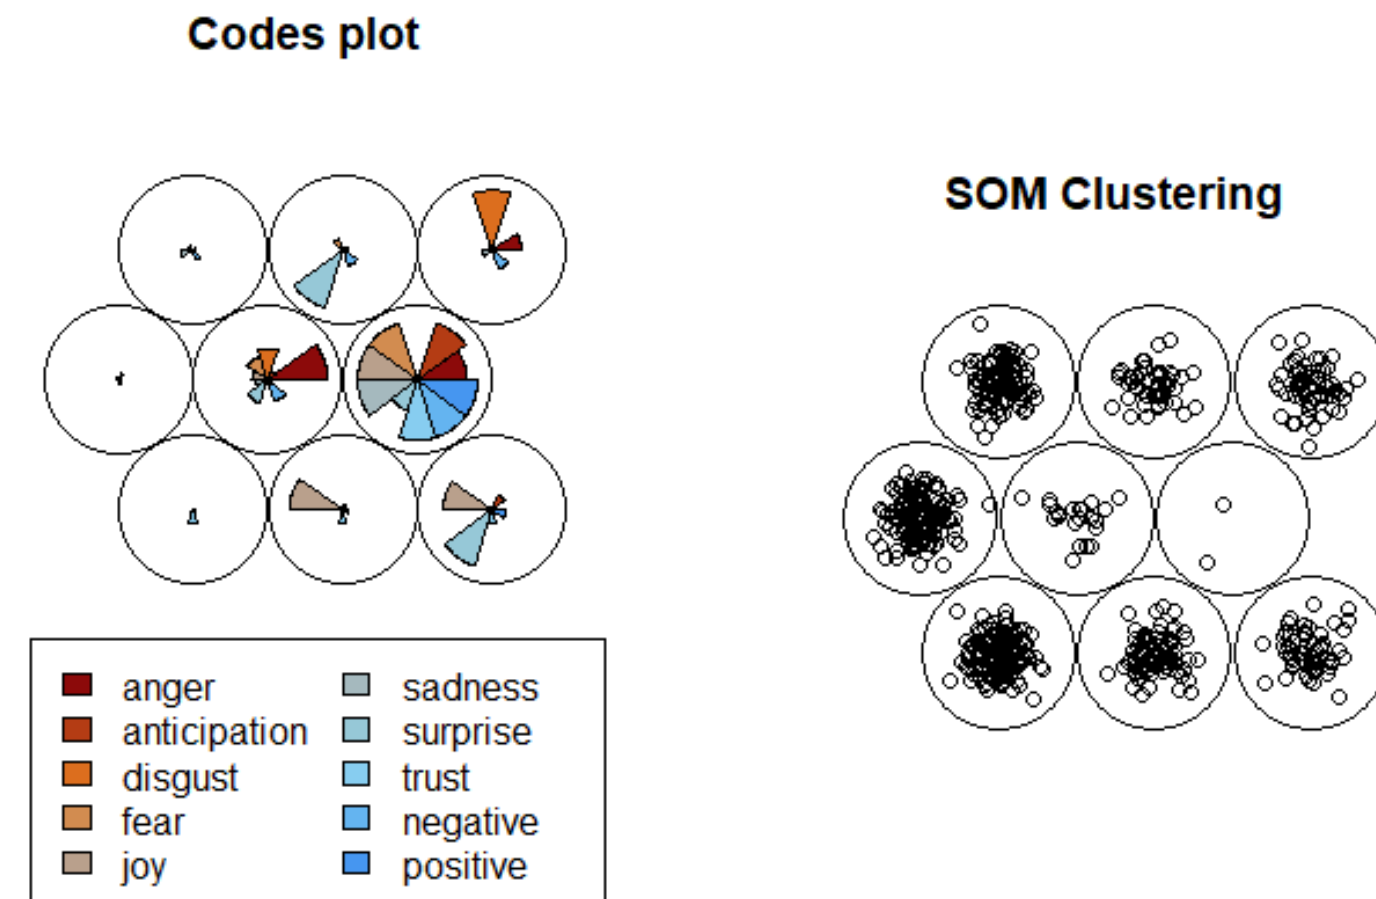 Codes plot
SOM Clustering
anger
anticipation
disgust
fear
joy
sadness
surprise
trust
negative
positive